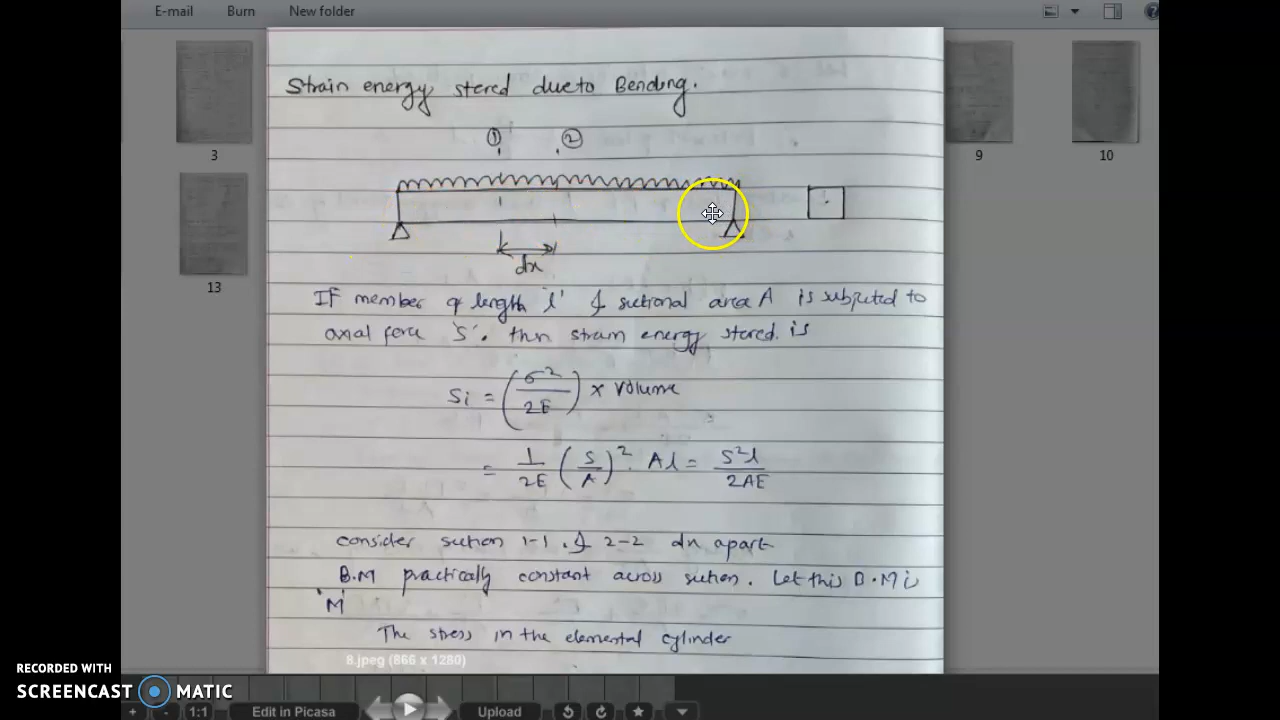 E-mail Burn New folder
Strain energy stored due to Bending.
① ②
3 9 10
13
dx
If member of length 'l' & sectional area A is subjected to
axial force 'S'. then strain energy stored. is
Si = (σ²/2E) × volume
= 1/2E (S/A)² . Al = S²l/2AE
consider section 1-1 & 2-2 dx apart
B.M practically constant across section. Let this B.M is
'M'
The stress in the elemental cylinder
8.jpeg (866 x 1280)
RECORDED WITH
SCREENCAST MATIC
+ - 1:1 Edit in Picasa Upload